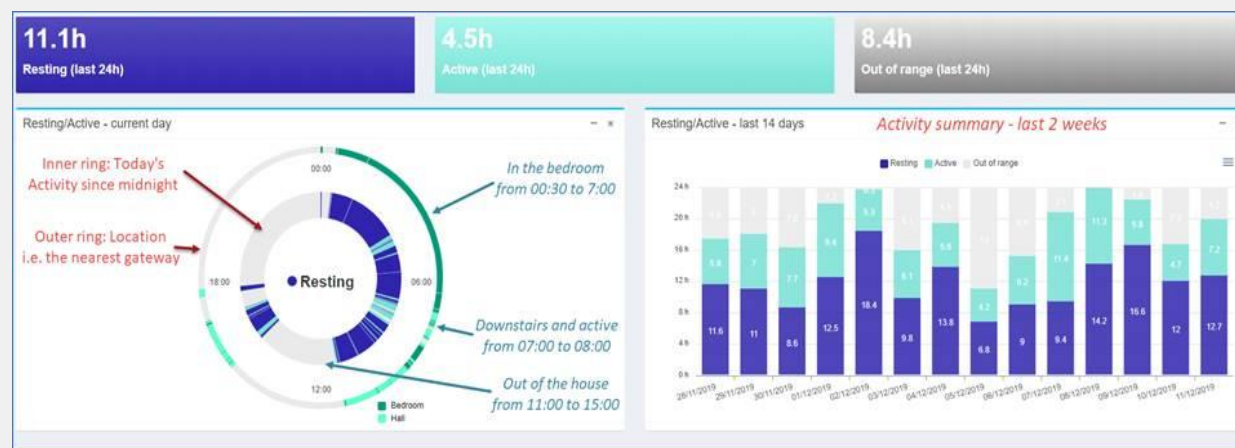 11.1h
Resting (last 24h)
4.5h
Active (last 24h)
8.4h
Out of range (last 24h)
Resting/Active - current day
Inner ring: Today's
Activity since midnight
Outer ring: Location
i.e. the nearest gateway
00:00
06:00
12:00
18:00
Resting
In the bedroom
from 00:30 to 7:00
Downstairs and active
from 07:00 to 08:00
Out of the house
from 11:00 to 15:00
Bedroom
Hall
Resting/Active - last 14 days
Activity summary - last 2 weeks
Resting Active Out of range
24 h
20 h
16 h
12 h
8 h
4 h
0 h
7 7.7 9.4 9.3 6.1 5.6 4.2 6.2 11.4 11.3 5.8 4.7 7.2
11.6 11 8.6 12.5 18.4 9.8 13.8 6.8 9 9.4 14.2 16.6 12 12.7
28/11/2019 29/11/2019 30/11/2019 01/12/2019 02/12/2019 03/12/2019 04/12/2019 05/12/2019 06/12/2019 07/12/2019 08/12/2019 09/12/2019 10/12/2019 11/12/2019